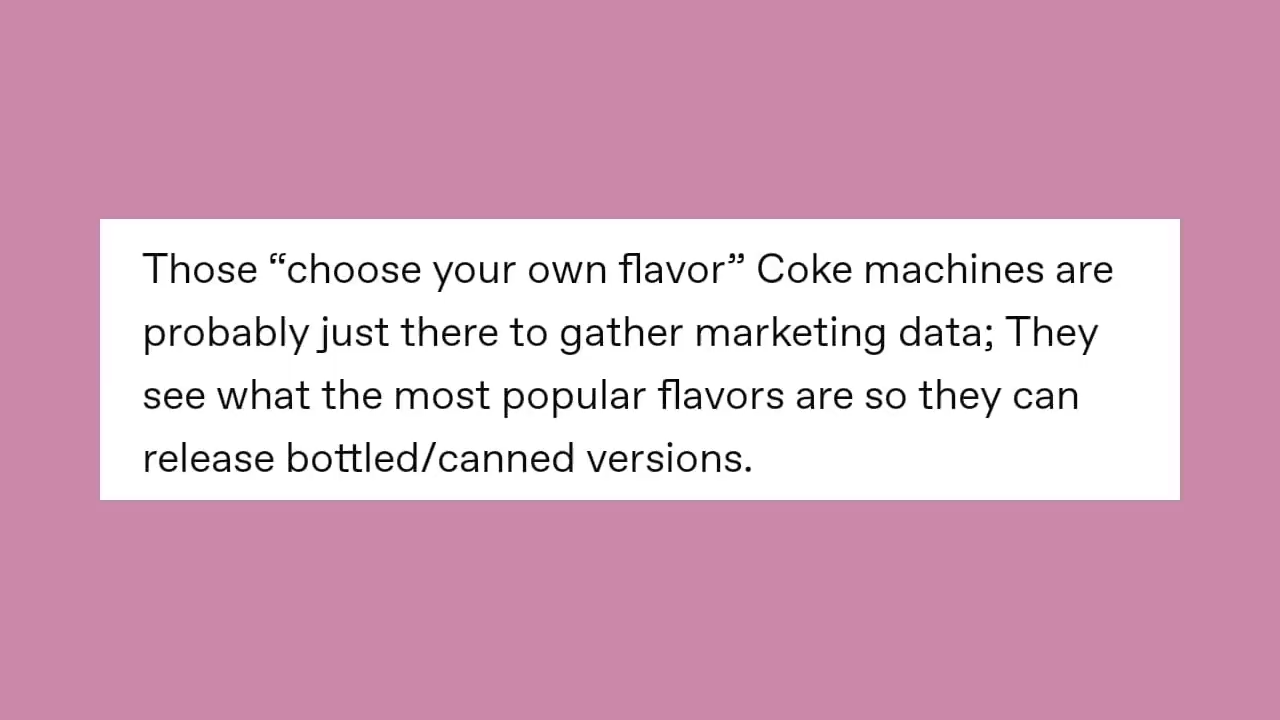 Those “choose your own flavor” Coke machines are
probably just there to gather marketing data; They
see what the most popular flavors are so they can
release bottled/canned versions.